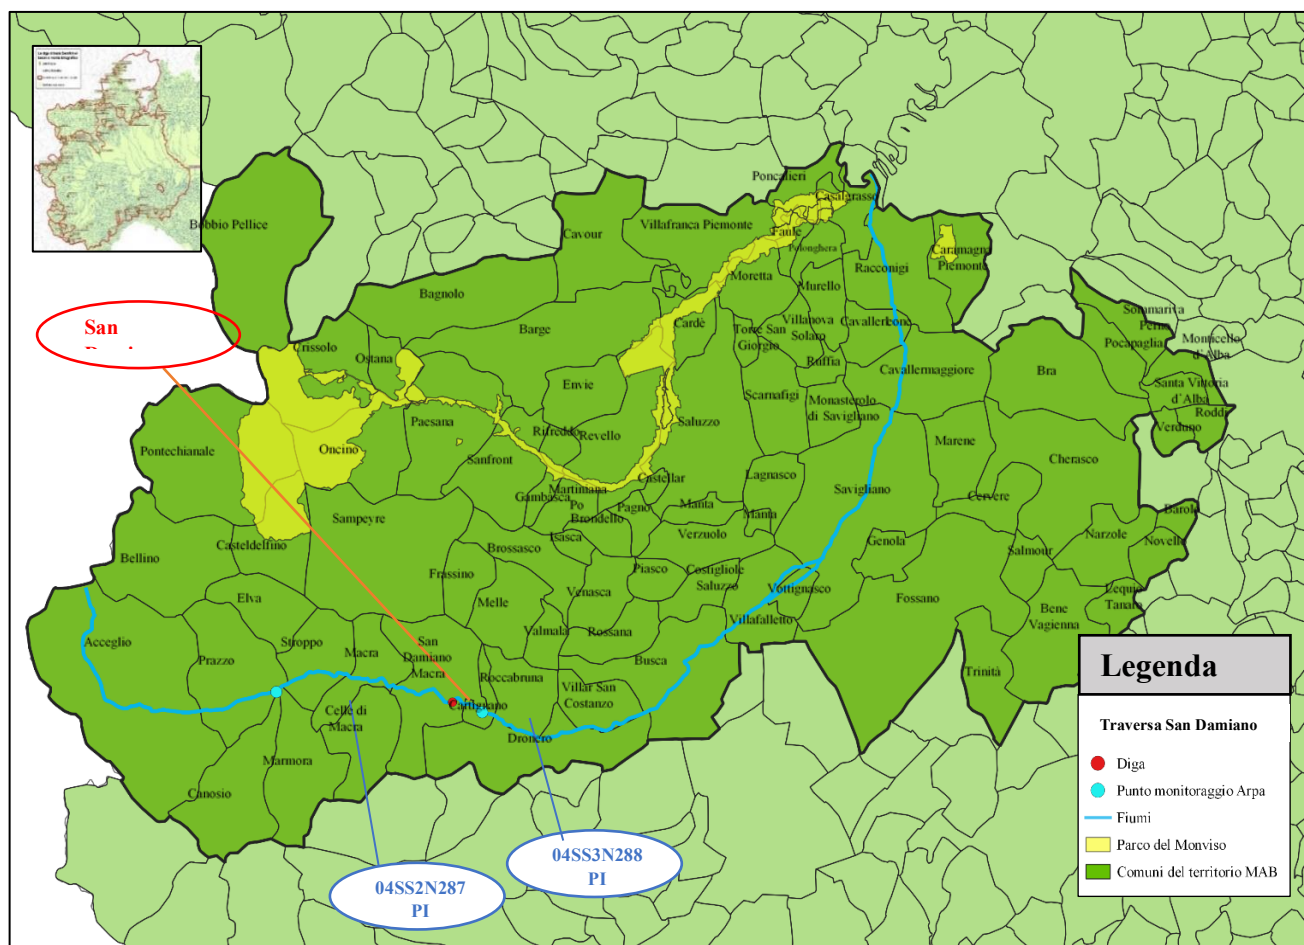 Bobbio Pellice
Poncalieri
Casalgrasso
Cavour
Villafranca Piemonte
Faule
Polonghera
Caramagna
Piemonte
Racconigi
Moretta
Murello
Bagnolo
Barge
Cardè
Torre San
Giorgio
Villanova
Solaro
Ruffia
Cavallermaggiore
Sommariva
Perno
Pocapaglia
Monticello
d'Alba
Santa Vittoria
d'Alba
Roddi
Verduno
Bra
San
Crissolo
Ostana
Envie
Scarnafigi
Monasterolo
di Savigliano
Paesana
Rifreddo
Revello
Saluzzo
Marene
Cherasco
Pontechianale
Oncino
Sanfront
Castellar
Lagnasco
Savigliano
Cervere
Martiniana
Po
Gambasca
Pagno
Brondello
Manta
Manta
Barolo
Novello
Narzole
Sampeyre
Isasca
Verzuolo
Genola
Salmour
Casteldelfino
Brossasco
Bellino
Frassino
Piasco
Costigliole
Saluzzo
Vottignasco
Fossano
Lequio
Tanaro
Elva
Melle
Venasca
Villafalletto
Bene
Vagienna
Acceglio
Stroppo
Macra
San
Damiano
Macra
Valmala
Rossana
Busca
Trinità
Prazzo
Roccabruna
Villar San
Costanzo
Celle di
Macra
Cartignano
Dronero
Marmora
Canosio
04SS3N288
PI
04SS2N287
PI
Legenda
Traversa San Damiano
Diga
Punto monitoraggio Arpa
Fiumi
Parco del Monviso
Comuni del territorio MAB